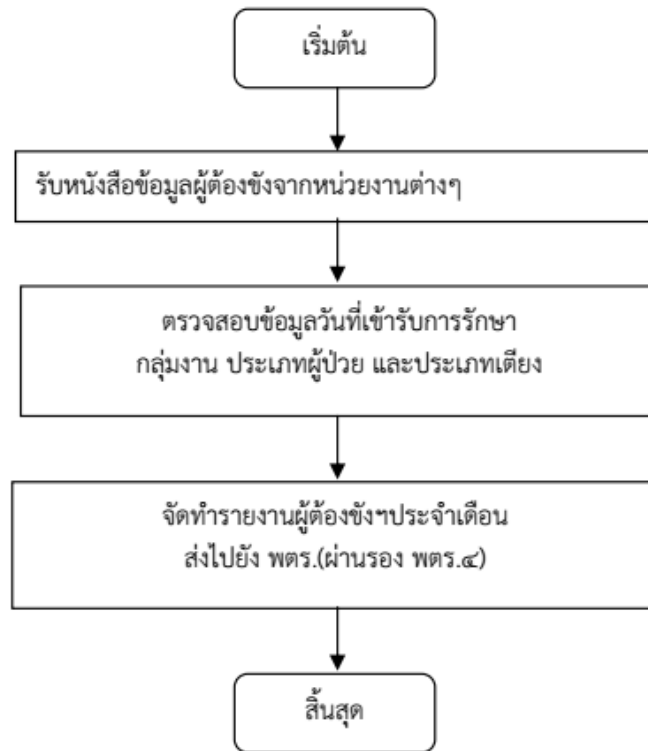 เริ่มต้น
รับหนังสือข้อมูลผู้ต้องขังจากหน่วยงานต่างๆ
ตรวจสอบข้อมูลวันที่เข้ารับการรักษา
กลุ่มงาน ประเภทผู้ป่วย และประเภทเตียง
จัดทำรายงานผู้ต้องขังฯประจำเดือน
ส่งไปยัง พตร.(ผ่านรอง พตร.๔)
สิ้นสุด